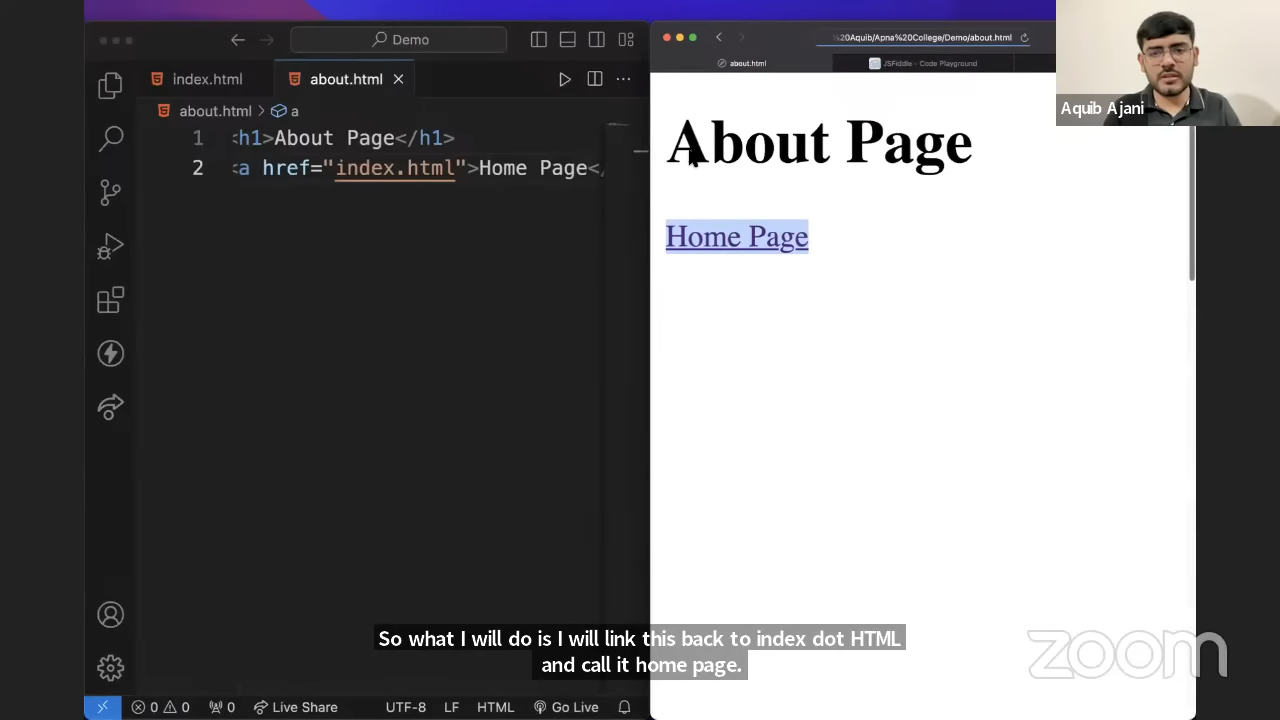 Demo
%20Aquib/Apna%20College/Demo/about.html
index.html
about.html
about.html
JSFiddle - Code Playground
about.html
a
1
<h1>About Page</h1>
2
<a href="index.html">Home Page</
About Page
Home Page
Aquib Ajani
So what I will do is I will link this back to index dot HTML
and call it home page.
zoom
0
0
0
Live Share
UTF-8
LF
HTML
Go Live